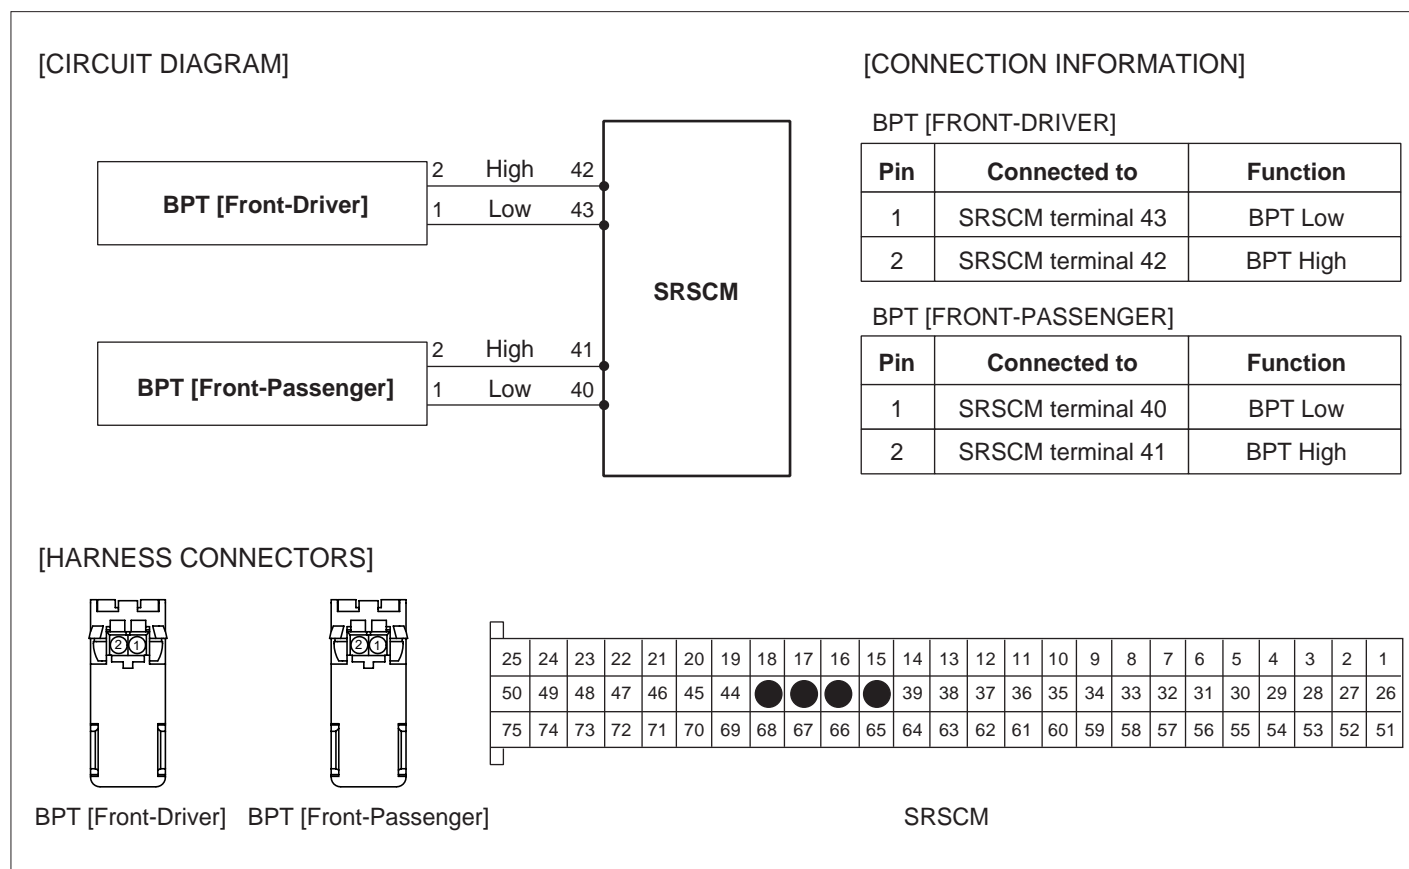 [CIRCUIT DIAGRAM]
BPT [Front-Driver]
2 High 42
1 Low 43
SRSCM
BPT [Front-Passenger]
2 High 41
1 Low 40
[CONNECTION INFORMATION]
BPT [FRONT-DRIVER]
Pin Connected to Function
1 SRSCM terminal 43 BPT Low
2 SRSCM terminal 42 BPT High
BPT [FRONT-PASSENGER]
Pin Connected to Function
1 SRSCM terminal 40 BPT Low
2 SRSCM terminal 41 BPT High
[HARNESS CONNECTORS]
2 1
2 1
25 24 23 22 21 20 19 18 17 16 15 14 13 12 11 10 9 8 7 6 5 4 3 2 1
50 49 48 47 46 45 44 39 38 37 36 35 34 33 32 31 30 29 28 27 26
75 74 73 72 71 70 69 68 67 66 65 64 63 62 61 60 59 58 57 56 55 54 53 52 51
BPT [Front-Driver] BPT [Front-Passenger] SRSCM